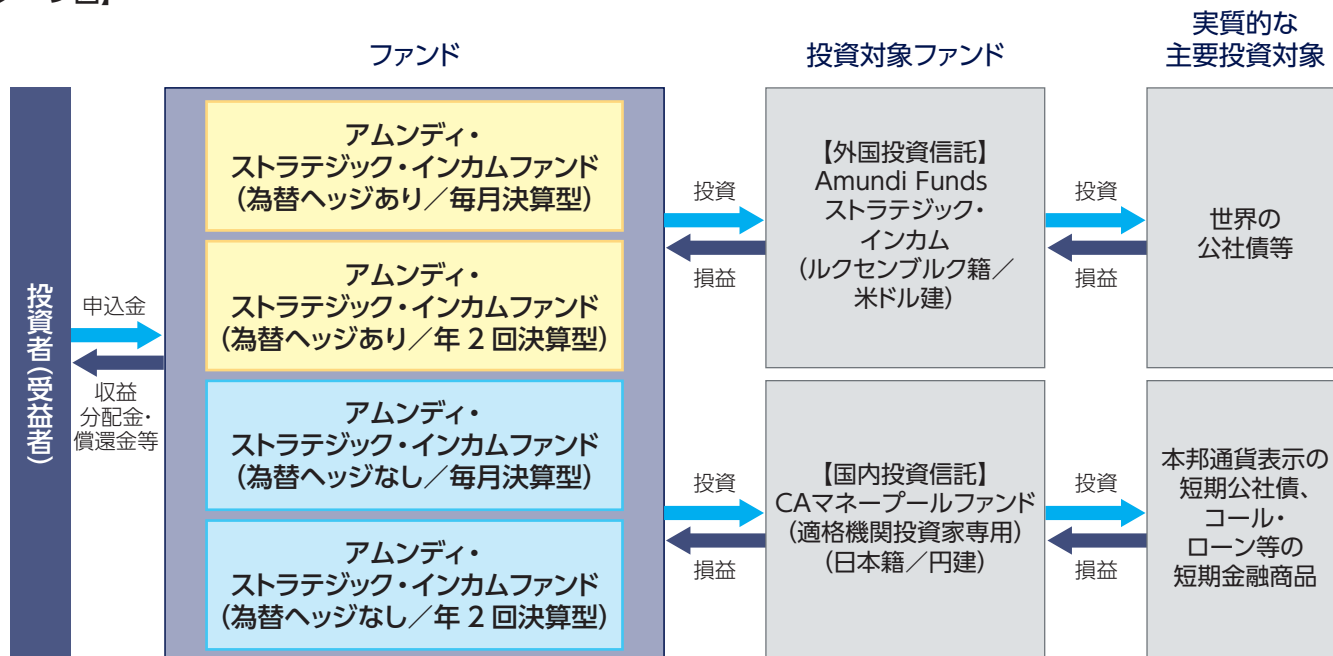 ファンド
投資対象ファンド
実質的な
主要投資対象
投資者（受益者）
申込金
収益
分配金・
償還金等
アムンディ・
ストラテジック・インカムファンド
（為替ヘッジあり／毎月決算型）
アムンディ・
ストラテジック・インカムファンド
（為替ヘッジあり／年2回決算型）
アムンディ・
ストラテジック・インカムファンド
（為替ヘッジなし／毎月決算型）
アムンディ・
ストラテジック・インカムファンド
（為替ヘッジなし／年2回決算型）
投資
損益
【外国投資信託】
Amundi Funds
ストラテジック・
インカム
（ルクセンブルク籍／
米ドル建）
投資
損益
世界の
公社債等
投資
損益
【国内投資信託】
CAマネープールファンド
（適格機関投資家専用）
（日本籍／円建）
投資
損益
本邦通貨表示の
短期公社債、
コール・
ローン等の
短期金融商品